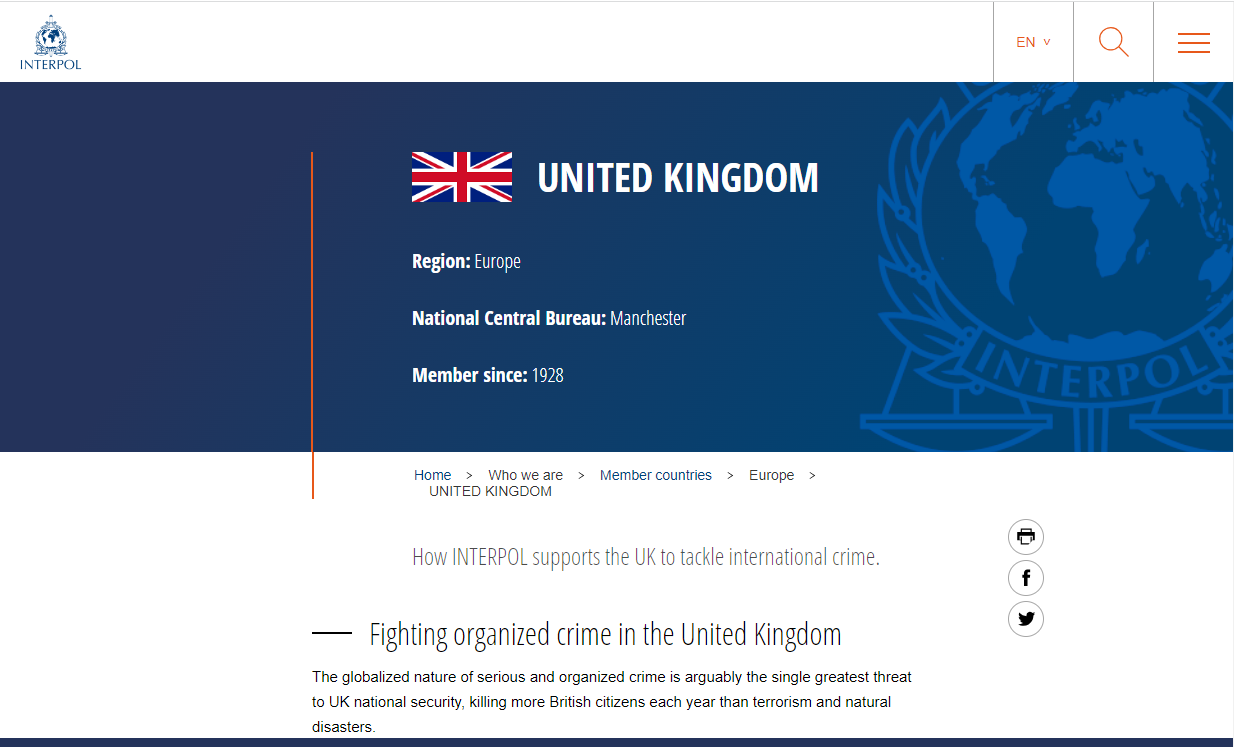 INTERPOL
EN v
UNITED KINGDOM
Region: Europe
National Central Bureau: Manchester
Member since: 1928
INTERPOL
Home > Who we are > Member countries > Europe >
UNITED KINGDOM
How INTERPOL supports the UK to tackle international crime.
Fighting organized crime in the United Kingdom
The globalized nature of serious and organized crime is arguably the single greatest threat
to UK national security, killing more British citizens each year than terrorism and natural
disasters.